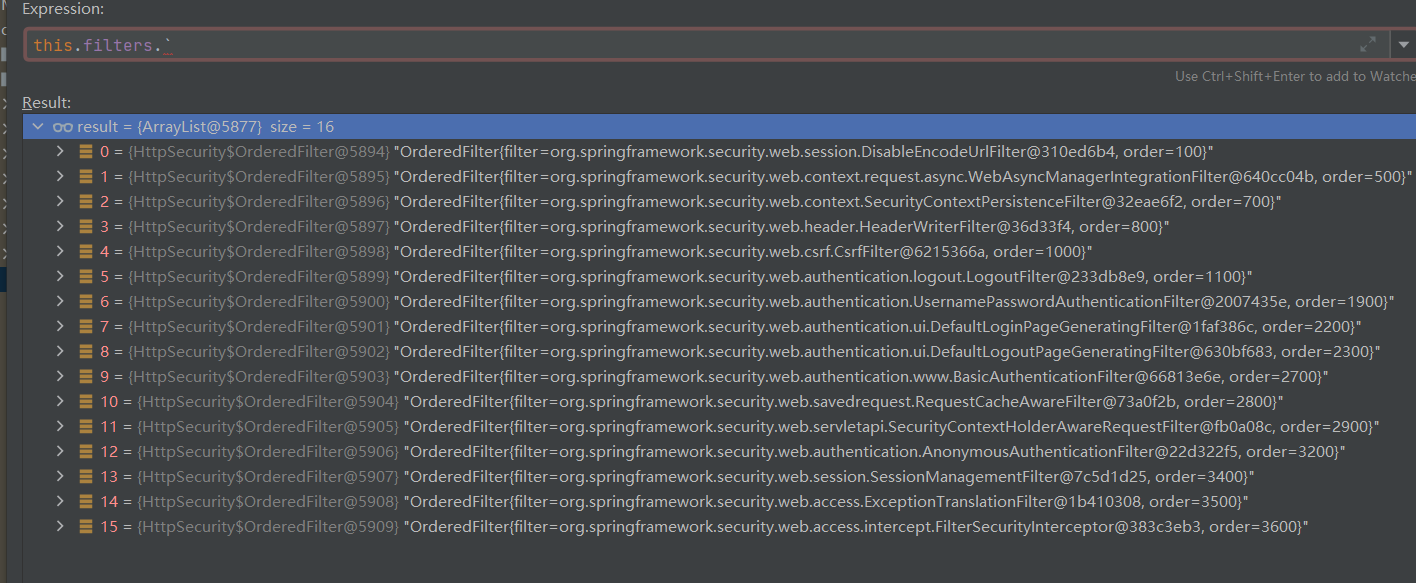 Expression:
this.filters.`
Use Ctrl+Shift+Enter to add to Watche
Result:
result = {ArrayList@5877} size = 16
0 = {HttpSecurity$OrderedFilter@5894} "OrderedFilter{filter=org.springframework.security.web.session.DisableEncodeUrlFilter@310ed6b4, order=100}"
1 = {HttpSecurity$OrderedFilter@5895} "OrderedFilter{filter=org.springframework.security.web.context.request.async.WebAsyncManagerIntegrationFilter@640cc04b, order=500}"
2 = {HttpSecurity$OrderedFilter@5896} "OrderedFilter{filter=org.springframework.security.web.context.SecurityContextPersistenceFilter@32eae6f2, order=700}"
3 = {HttpSecurity$OrderedFilter@5897} "OrderedFilter{filter=org.springframework.security.web.header.HeaderWriterFilter@36d33f4, order=800}"
4 = {HttpSecurity$OrderedFilter@5898} "OrderedFilter{filter=org.springframework.security.web.csrf.CsrfFilter@6215366a, order=1000}"
5 = {HttpSecurity$OrderedFilter@5899} "OrderedFilter{filter=org.springframework.security.web.authentication.logout.LogoutFilter@233db8e9, order=1100}"
6 = {HttpSecurity$OrderedFilter@5900} "OrderedFilter{filter=org.springframework.security.web.authentication.UsernamePasswordAuthenticationFilter@2007435e, order=1900}"
7 = {HttpSecurity$OrderedFilter@5901} "OrderedFilter{filter=org.springframework.security.web.authentication.ui.DefaultLoginPageGeneratingFilter@1faf386c, order=2200}"
8 = {HttpSecurity$OrderedFilter@5902} "OrderedFilter{filter=org.springframework.security.web.authentication.ui.DefaultLogoutPageGeneratingFilter@630bf683, order=2300}"
9 = {HttpSecurity$OrderedFilter@5903} "OrderedFilter{filter=org.springframework.security.web.authentication.www.BasicAuthenticationFilter@66813e6e, order=2700}"
10 = {HttpSecurity$OrderedFilter@5904} "OrderedFilter{filter=org.springframework.security.web.savedrequest.RequestCacheAwareFilter@73a0f2b, order=2800}"
11 = {HttpSecurity$OrderedFilter@5905} "OrderedFilter{filter=org.springframework.security.web.servletapi.SecurityContextHolderAwareRequestFilter@fb0a08c, order=2900}"
12 = {HttpSecurity$OrderedFilter@5906} "OrderedFilter{filter=org.springframework.security.web.authentication.AnonymousAuthenticationFilter@22d322f5, order=3200}"
13 = {HttpSecurity$OrderedFilter@5907} "OrderedFilter{filter=org.springframework.security.web.session.SessionManagementFilter@7c5d1d25, order=3400}"
14 = {HttpSecurity$OrderedFilter@5908} "OrderedFilter{filter=org.springframework.security.web.access.ExceptionTranslationFilter@1b410308, order=3500}"
15 = {HttpSecurity$OrderedFilter@5909} "OrderedFilter{filter=org.springframework.security.web.access.intercept.FilterSecurityInterceptor@383c3eb3, order=3600}"